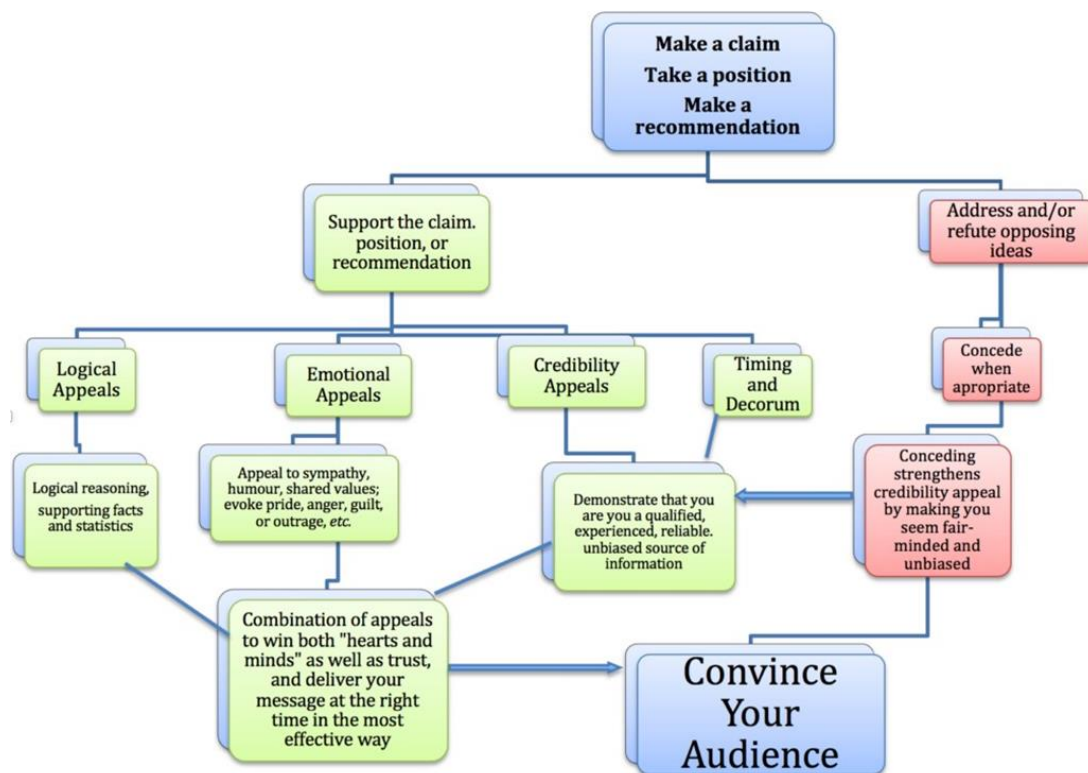 Make a claim
Take a position
Make a
recommendation
Support the claim.
position, or
recommendation
Address and/or
refute opposing
ideas
Logical
Appeals
Emotional
Appeals
Credibility
Appeals
Timing
and
Decorum
Concede
when
apropriate
Logical reasoning,
supporting facts
and statistics
Appeal to sympathy,
humour, shared values;
evoke pride, anger, guilt,
or outrage, etc.
Demonstrate that you
are you a qualified,
experienced, reliable.
unbiased source of
information
Conceding
strengthens
credibility appeal
by making you
seem fair-
minded and
unbiased
Combination of appeals
to win both "hearts and
minds" as well as trust,
and deliver your
message at the right
time in the most
effective way
Convince
Your
Audience